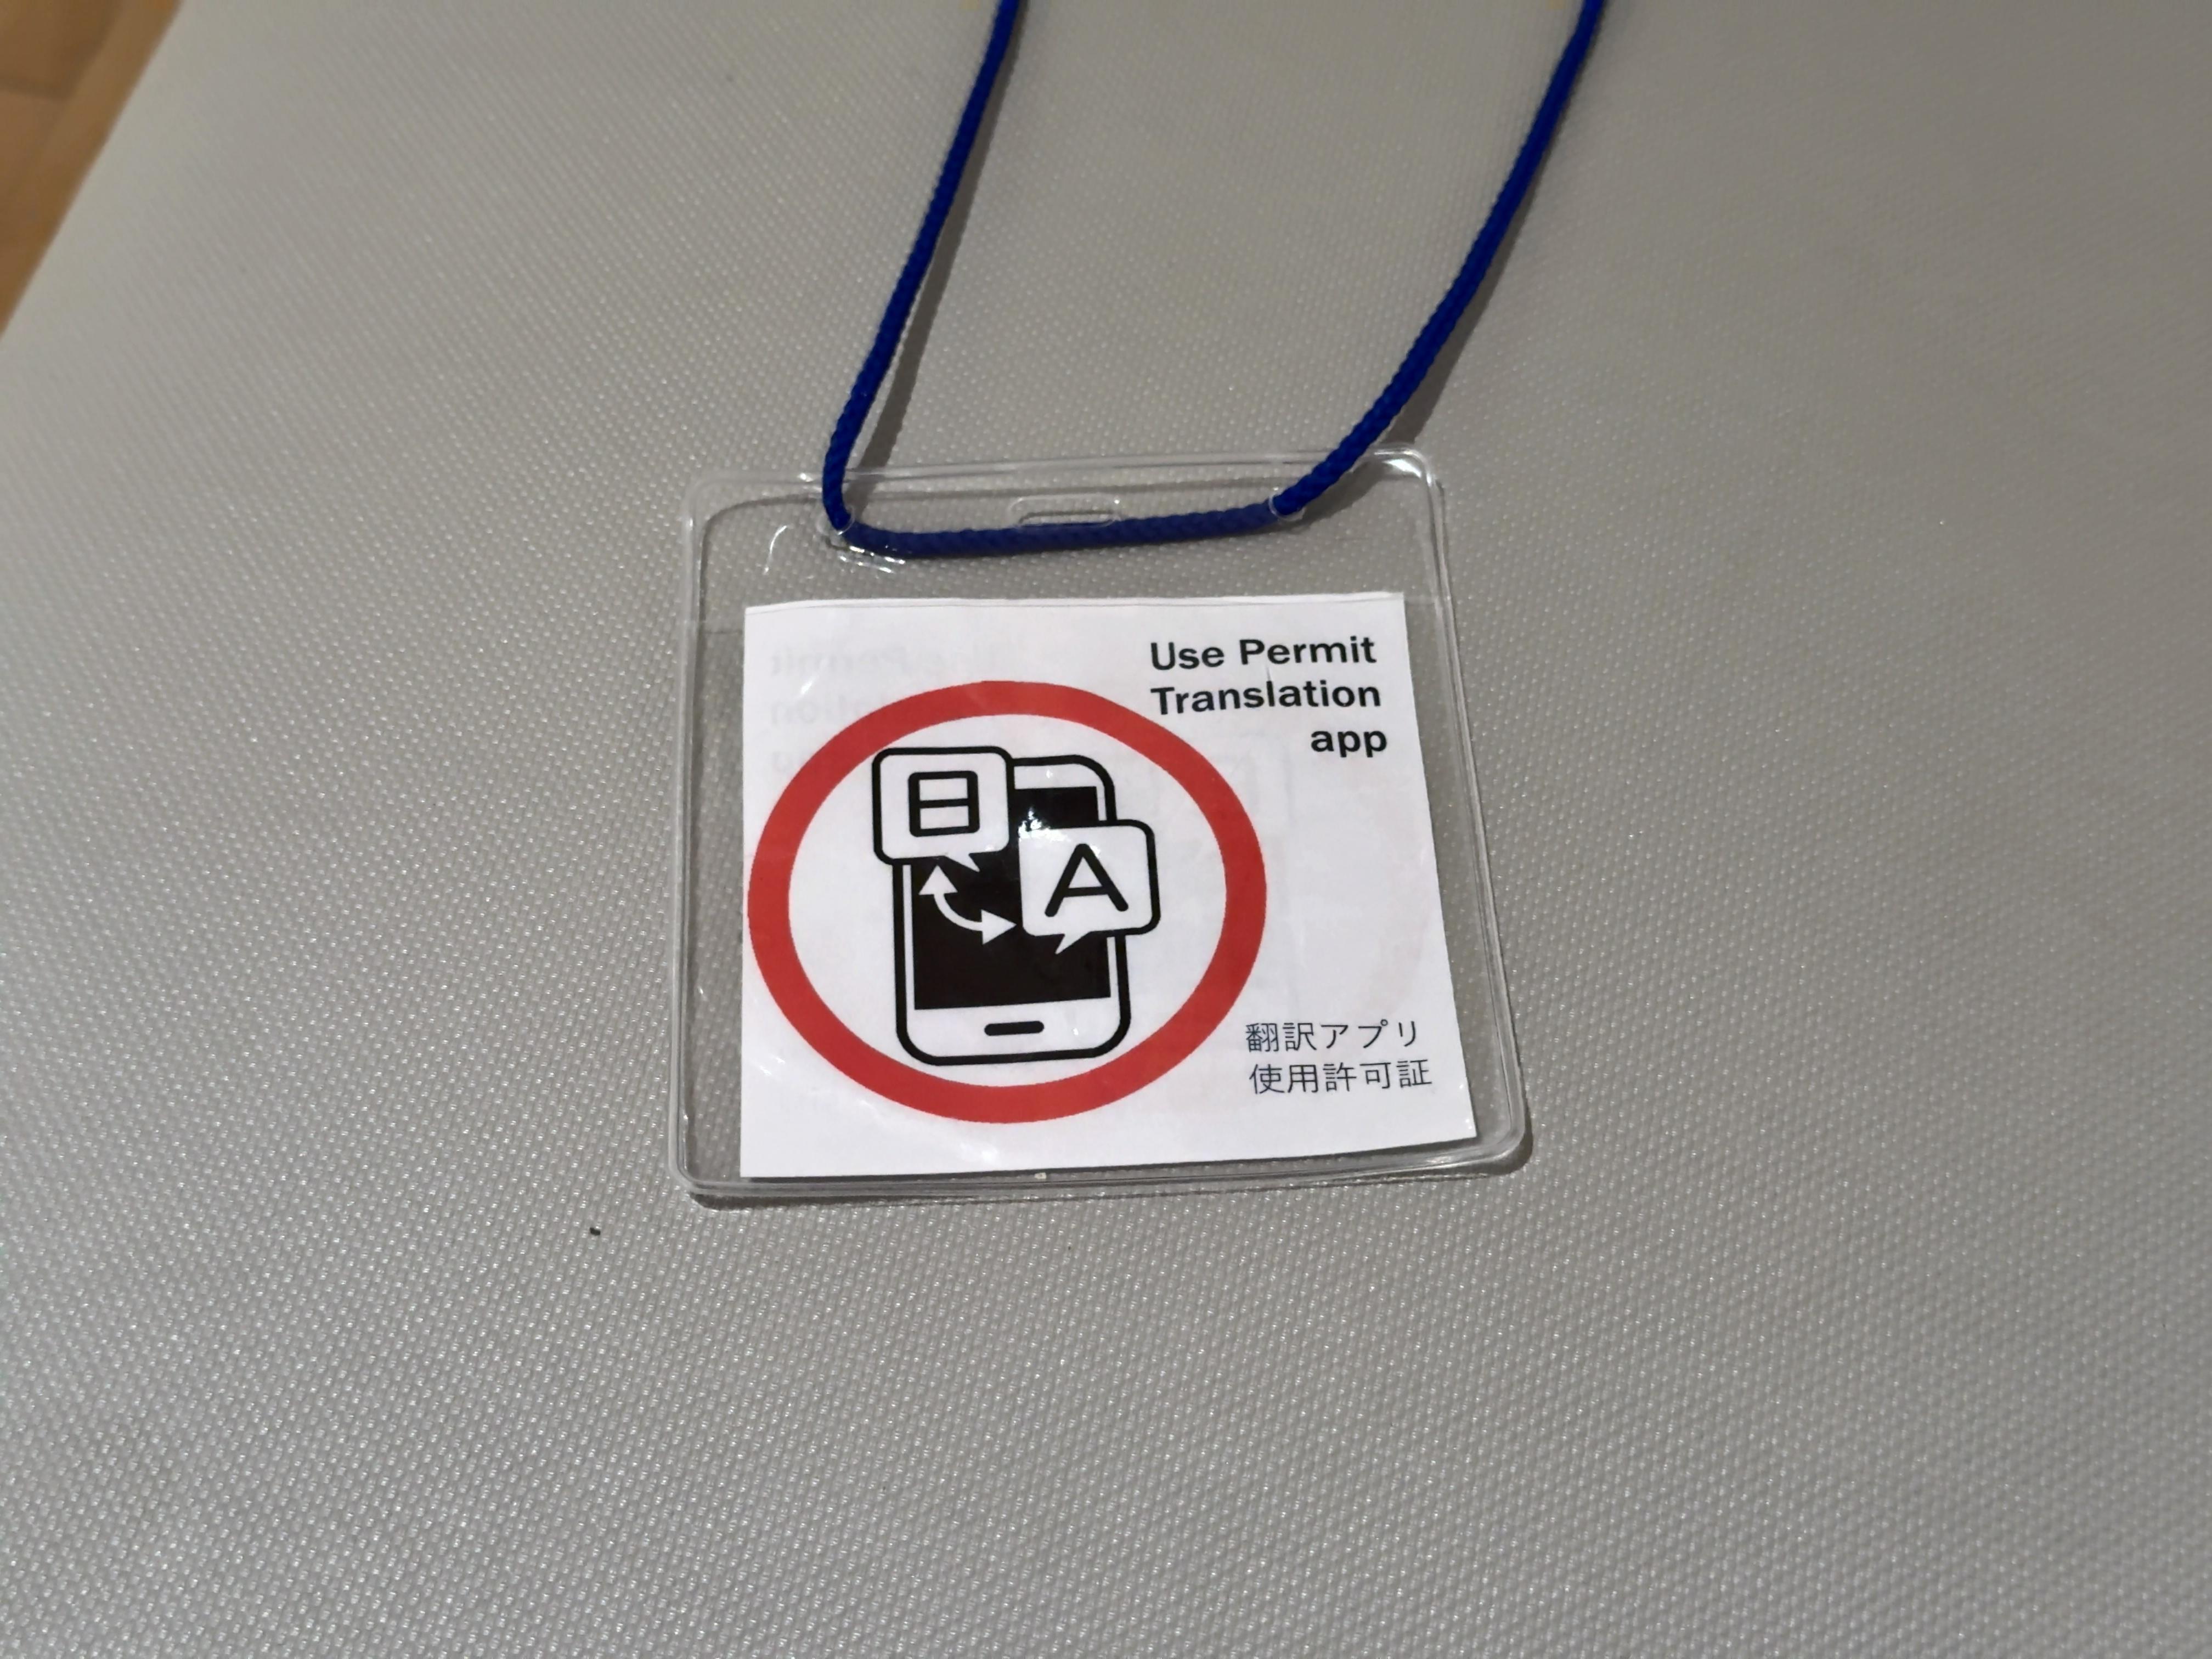 Use Permit
Translation
app
日
A
翻訳アプリ
使用許可証